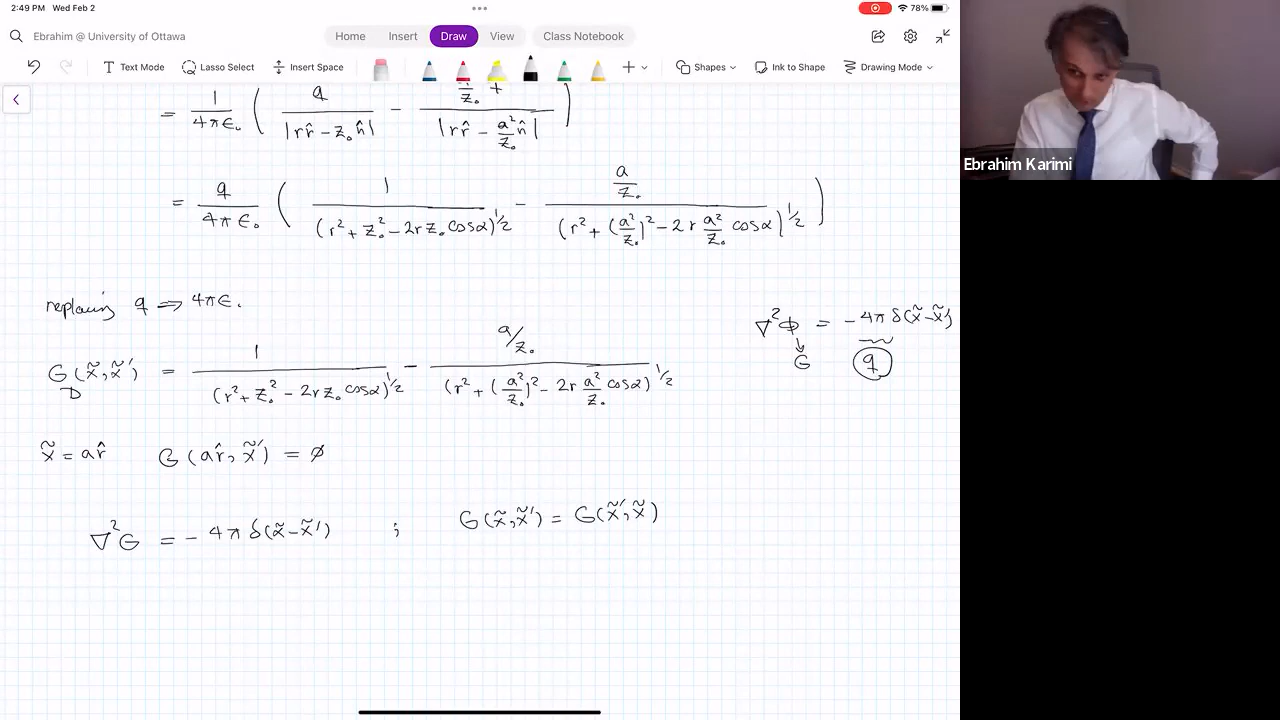 2:49 PM Wed Feb 2
78%
Ebrahim @ University of Ottawa
Home Insert Draw View Class Notebook
Text Mode Lasso Select Insert Space Shapes Ink to Shape Drawing Mode
= 1/4πϵ₀ ( q/|rr̂ - z₀n̂| - /|rr̂ - a²/z₀ n̂| )
= q/4πϵ₀ ( 1/(r² + z₀² - 2rz₀cosα)^1/2 - a/z₀/(r² + (a²/z₀)² - 2r a²/z₀ cosα)^1/2 )
replacing q ⟹ 4πϵ₀
∇²Φ = -4πδ(x̃-x̃')
↓
G q
G_D(x̃,x̃') = 1/(r²+z₀² - 2rz₀cosα)^1/2 - a/z₀/(r² + (a²/z₀)² - 2r a²/z₀ cosα)^1/2
x̃ = ar̂ G(ar̂, x̃') = ∅
∇²G = -4πδ(x̃-x̃') ; G(x̃,x̃') = G(x̃',x̃)
Ebrahim Karimi